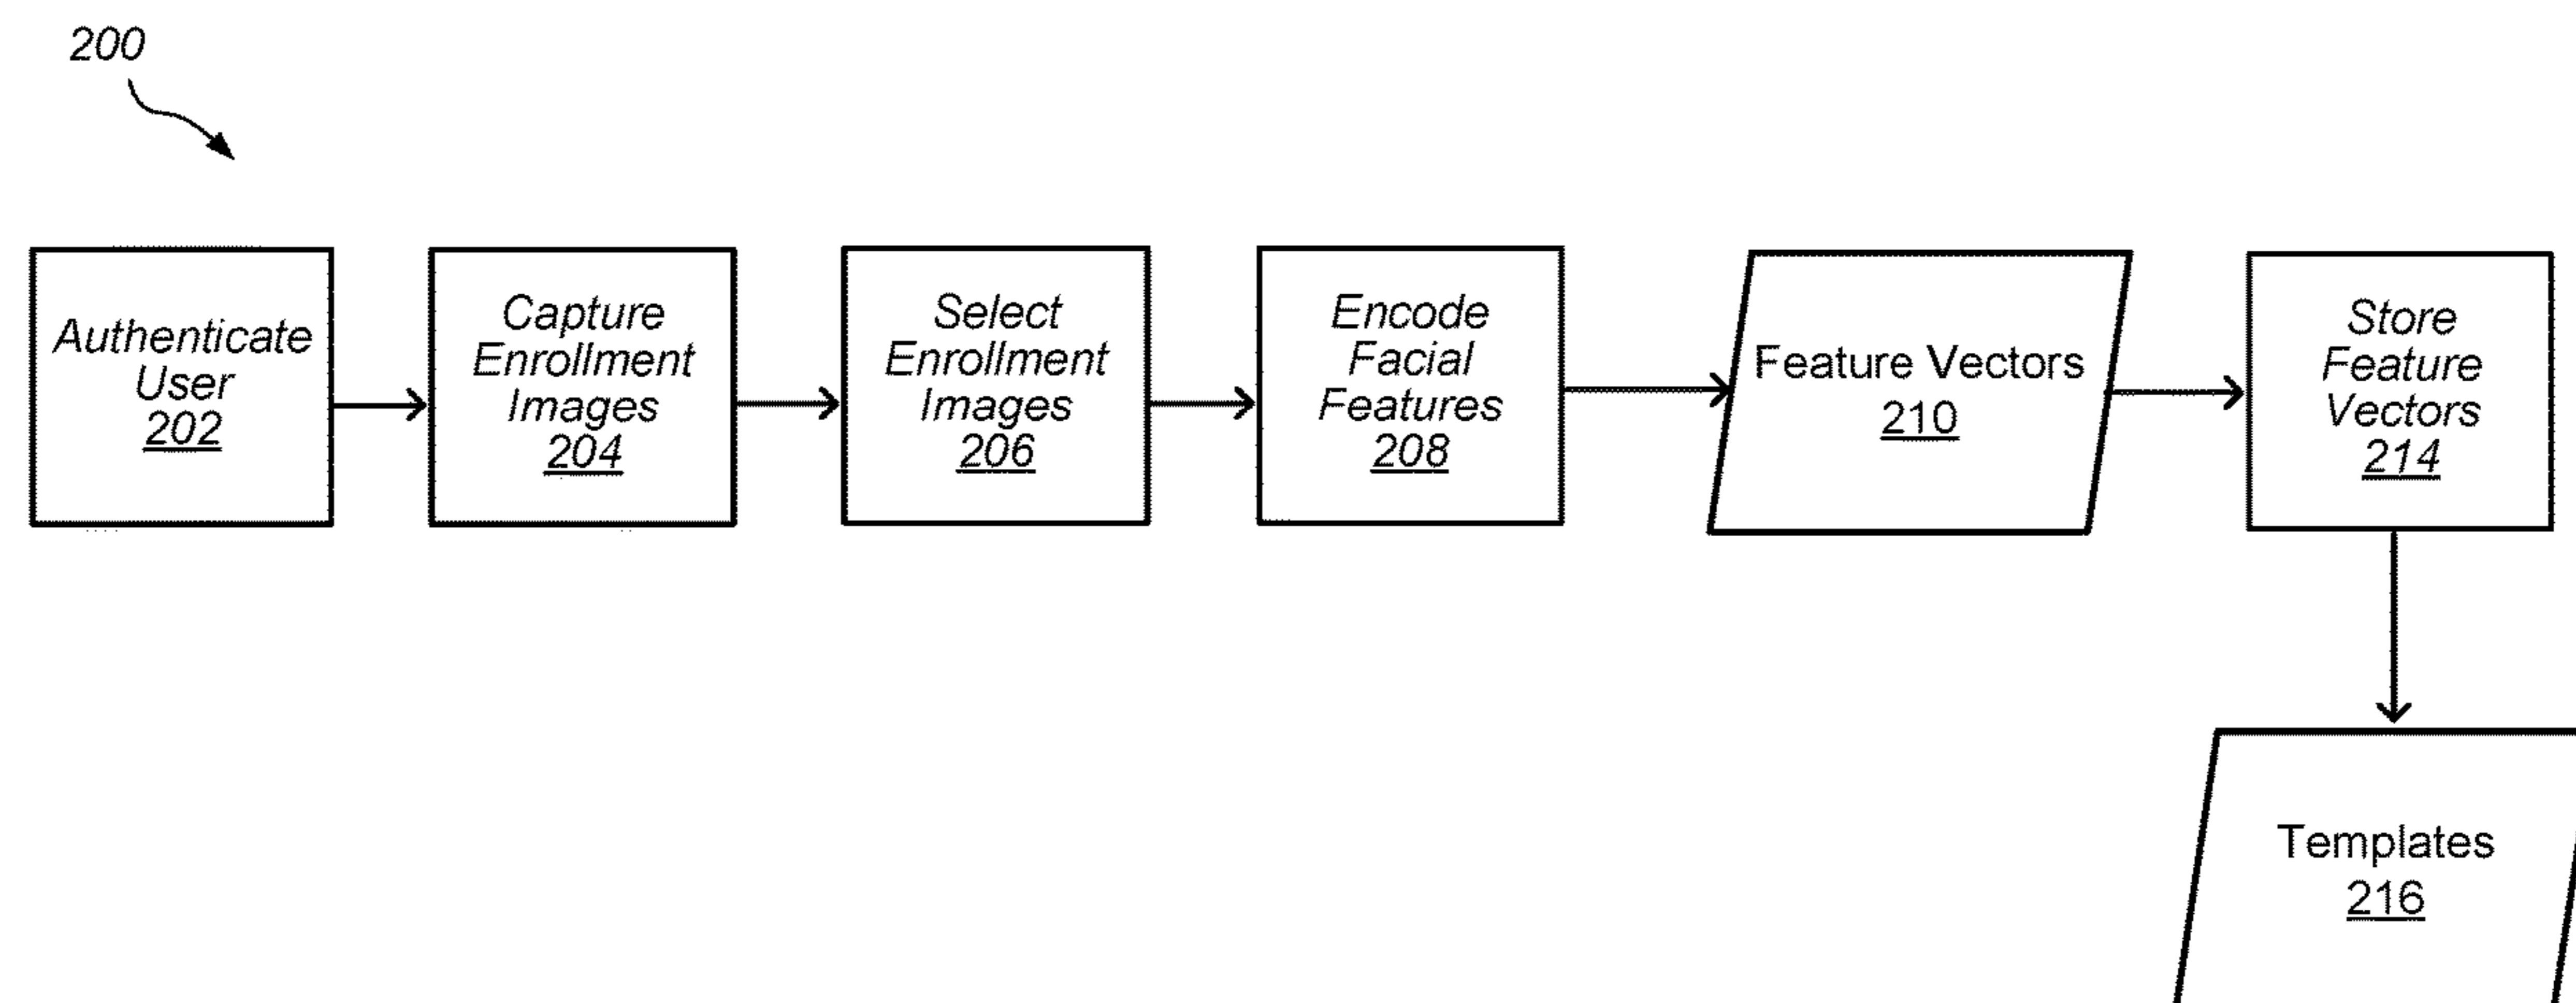 200
Authenticate
User
202
Capture
Enrollment
Images
204
Select
Enrollment
Images
206
Encode
Facial
Features
208
Feature Vectors
210
Store
Feature
Vectors
214
Templates
216